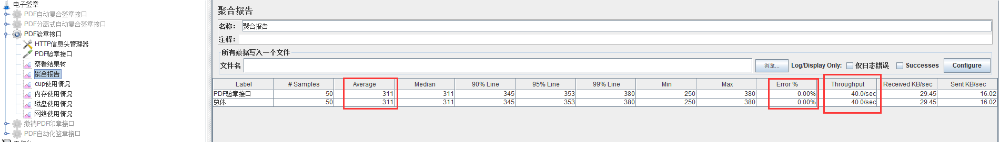 电子签章
PDF自动复合签章接口
PDF分离式自动复合签章接口
PDF验章接口
HTTP信息头管理器
PDF验章接口
察看结果树
聚合报告
cup使用情况
内存使用情况
磁盘使用情况
网络使用情况
撤销PDF印章接口
PDF自动化签章接口
聚合报告
名称： 聚合报告
注释：
所有数据写入一个文件
文件名 浏览... Log/Display Only: 仅日志错误 Successes Configure
Label # Samples Average Median 90% Line 95% Line 99% Line Min Max Error % Throughput Received KB/sec Sent KB/sec
PDF验章接口 50 311 311 345 353 380 250 380 0.00% 40.0/sec 29.45 16.02
总体 50 311 311 345 353 380 250 380 0.00% 40.0/sec 29.45 16.02